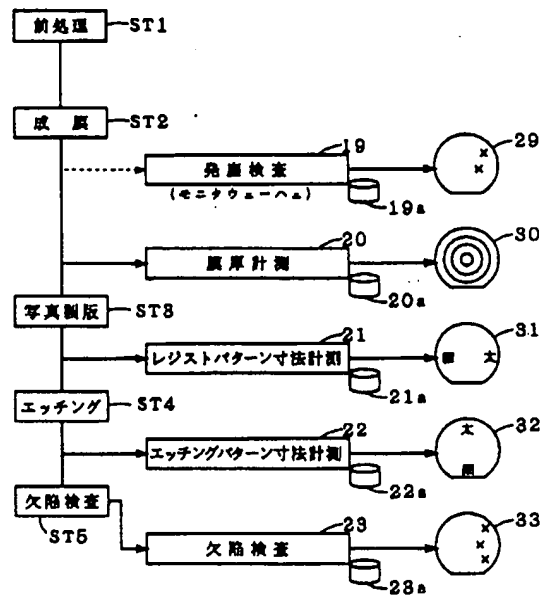 前処理
ST1
成膜
ST2
19
発塵検査
(モニタウェーハ)
19a
29
20
膜厚計測
20a
30
写真製版
ST3
21
レジストパターン寸法計測
21a
細 太
31
エッチング
ST4
22
エッチングパターン寸法計測
22a
太
細
32
欠陥検査
ST5
23
欠陥検査
23a
33